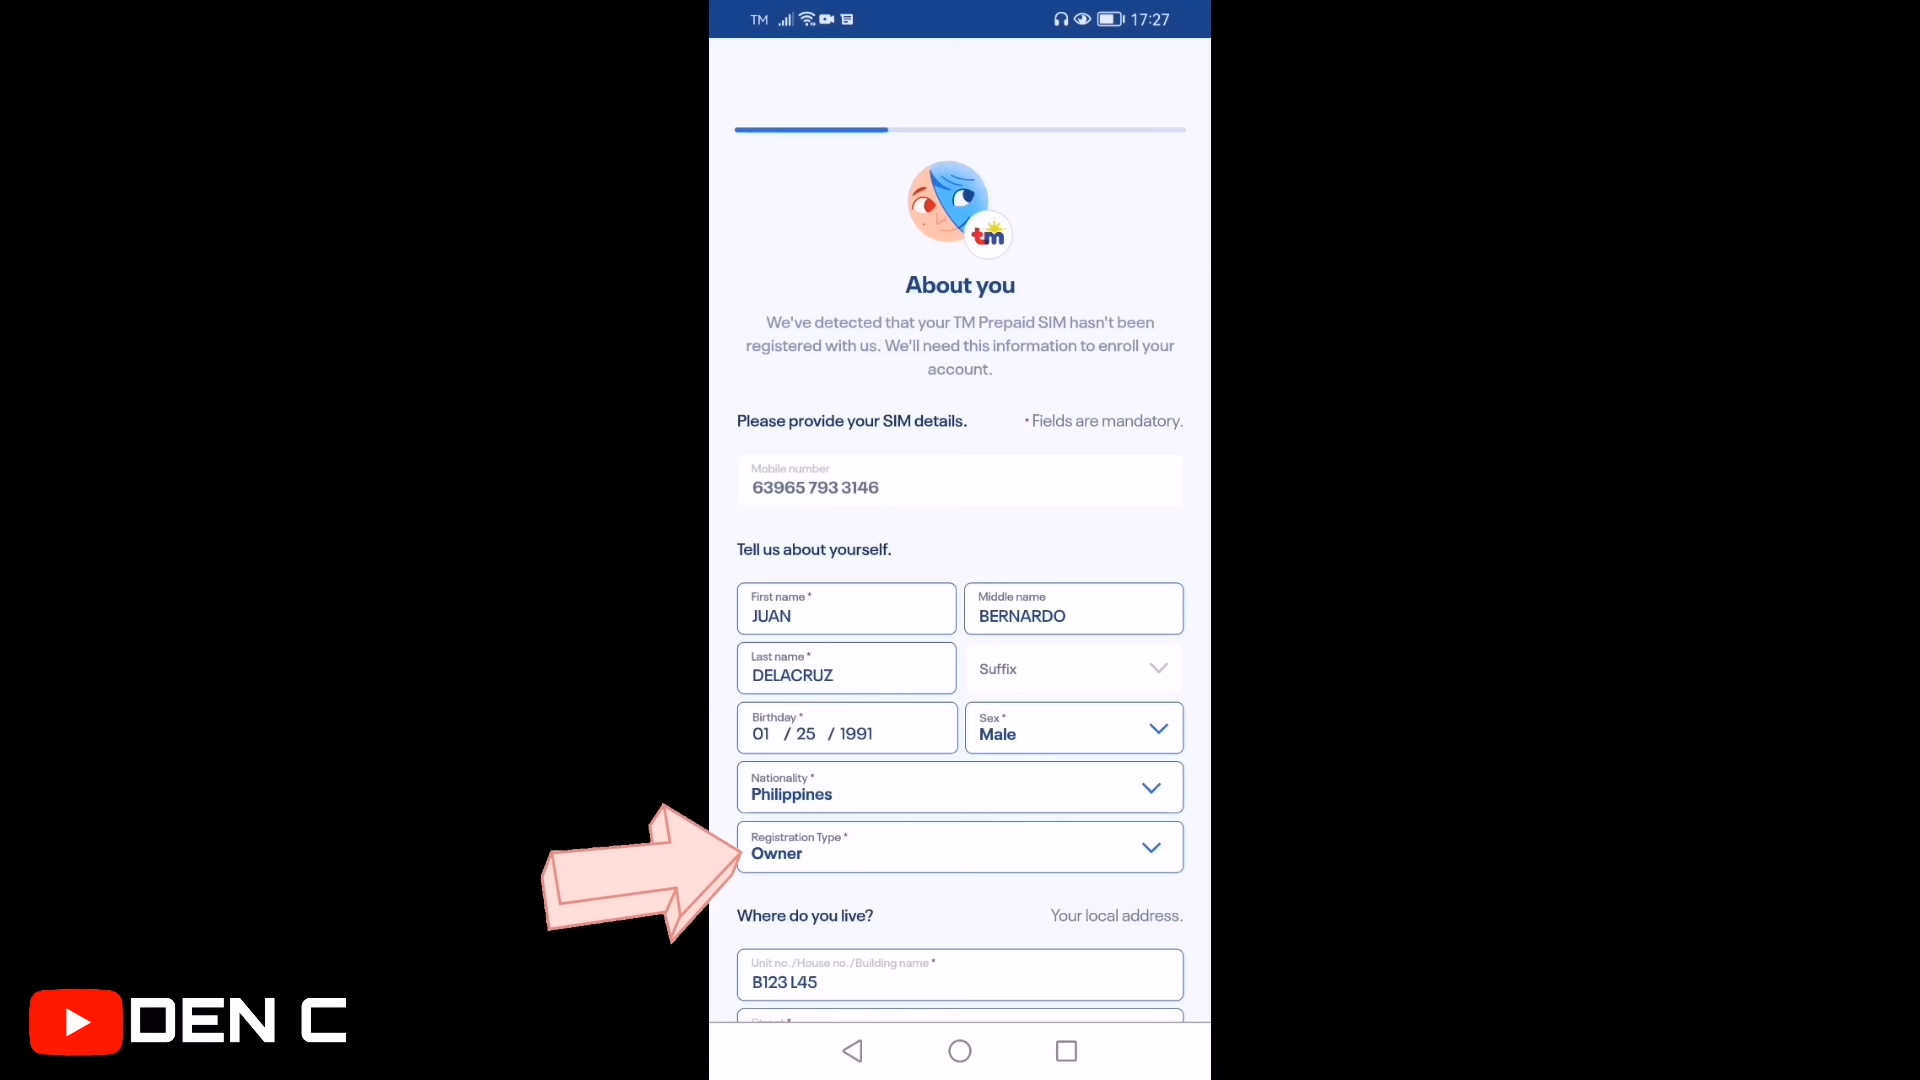 TM 17:27
tm
About you
We've detected that your TM Prepaid SIM hasn't been
registered with us. We'll need this information to enroll your
account.
Please provide your SIM details. * Fields are mandatory.
Mobile number
63965 793 3146
Tell us about yourself.
First name * Middle name
JUAN BERNARDO
Last name *
DELACRUZ Suffix
Birthday * Sex *
01 / 25 / 1991 Male
Nationality *
Philippines
Registration Type *
Owner
Where do you live? Your local address.
Unit no./House no./Building name *
B123 L45
DEN C